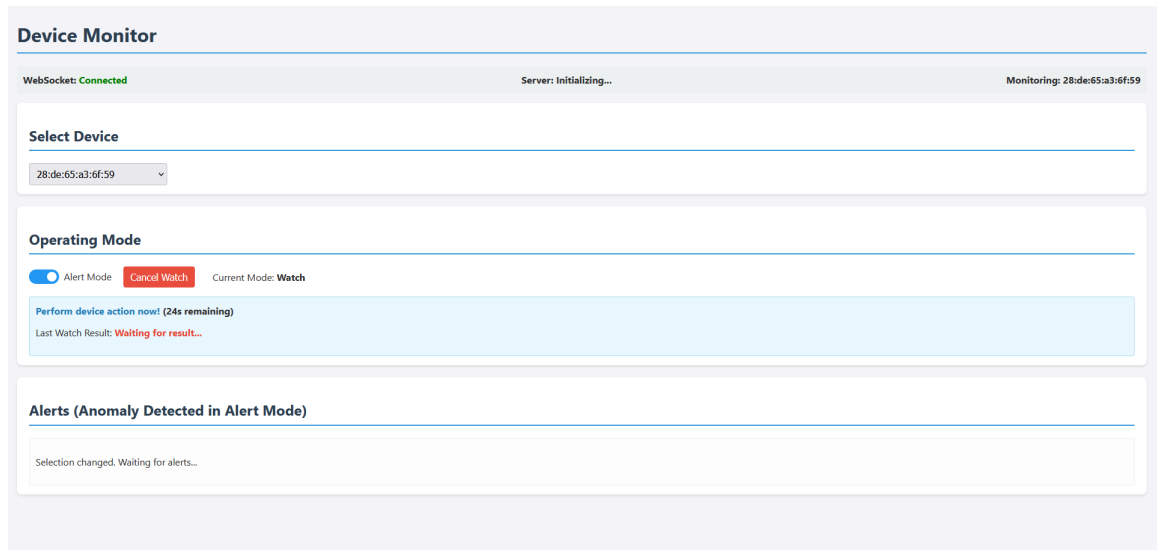 Device Monitor
WebSocket: Connected
Server: Initializing...
Monitoring: 28:de:65:a3:6f:59
Select Device
28:de:65:a3:6f:59
Operating Mode
Alert Mode
Cancel Watch
Current Mode: Watch
Perform device action now! (24s remaining)
Last Watch Result: Waiting for result...
Alerts (Anomaly Detected in Alert Mode)
Selection changed. Waiting for alerts...